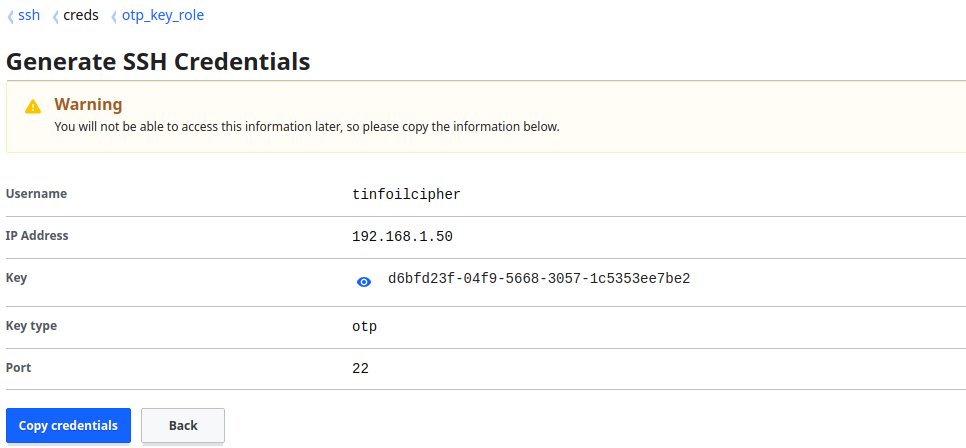 ssh creds otp_key_role
Generate SSH Credentials
Warning
You will not be able to access this information later, so please copy the information below.
Username tinfoilcipher
IP Address 192.168.1.50
Key d6bfd23f-04f9-5668-3057-1c5353ee7be2
Key type otp
Port 22
Copy credentials Back